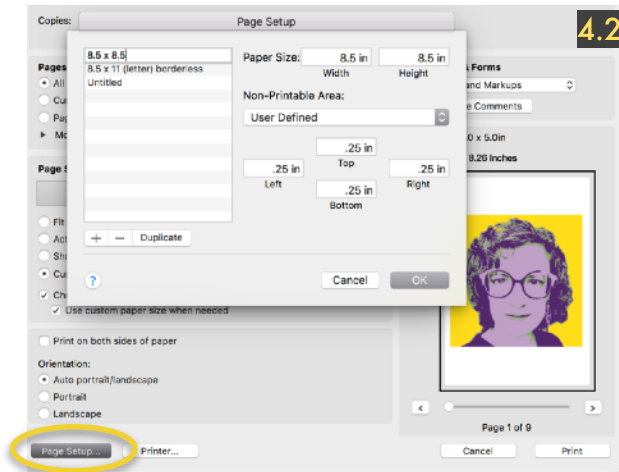 Copies:
Page Setup
4.2
8.5 x 8.5
8.5 x 11 (letter) borderless
Untitled
Paper Size: 8.5 in 8.5 in
Width Height
Non-Printable Area:
User Defined
.25 in
Top
.25 in .25 in
Left Right
.25 in
Bottom
+ − Duplicate
? Cancel OK
Pages
All
Forms
and Markups
Comments
0 x 5.0in
8.26 Inches
Page
Fit
Use custom paper size when needed
Print on both sides of paper
Orientation:
Auto portrait/landscape
Portrait
Landscape
< >
Page 1 of 9
Page Setup... Printer... Cancel Print